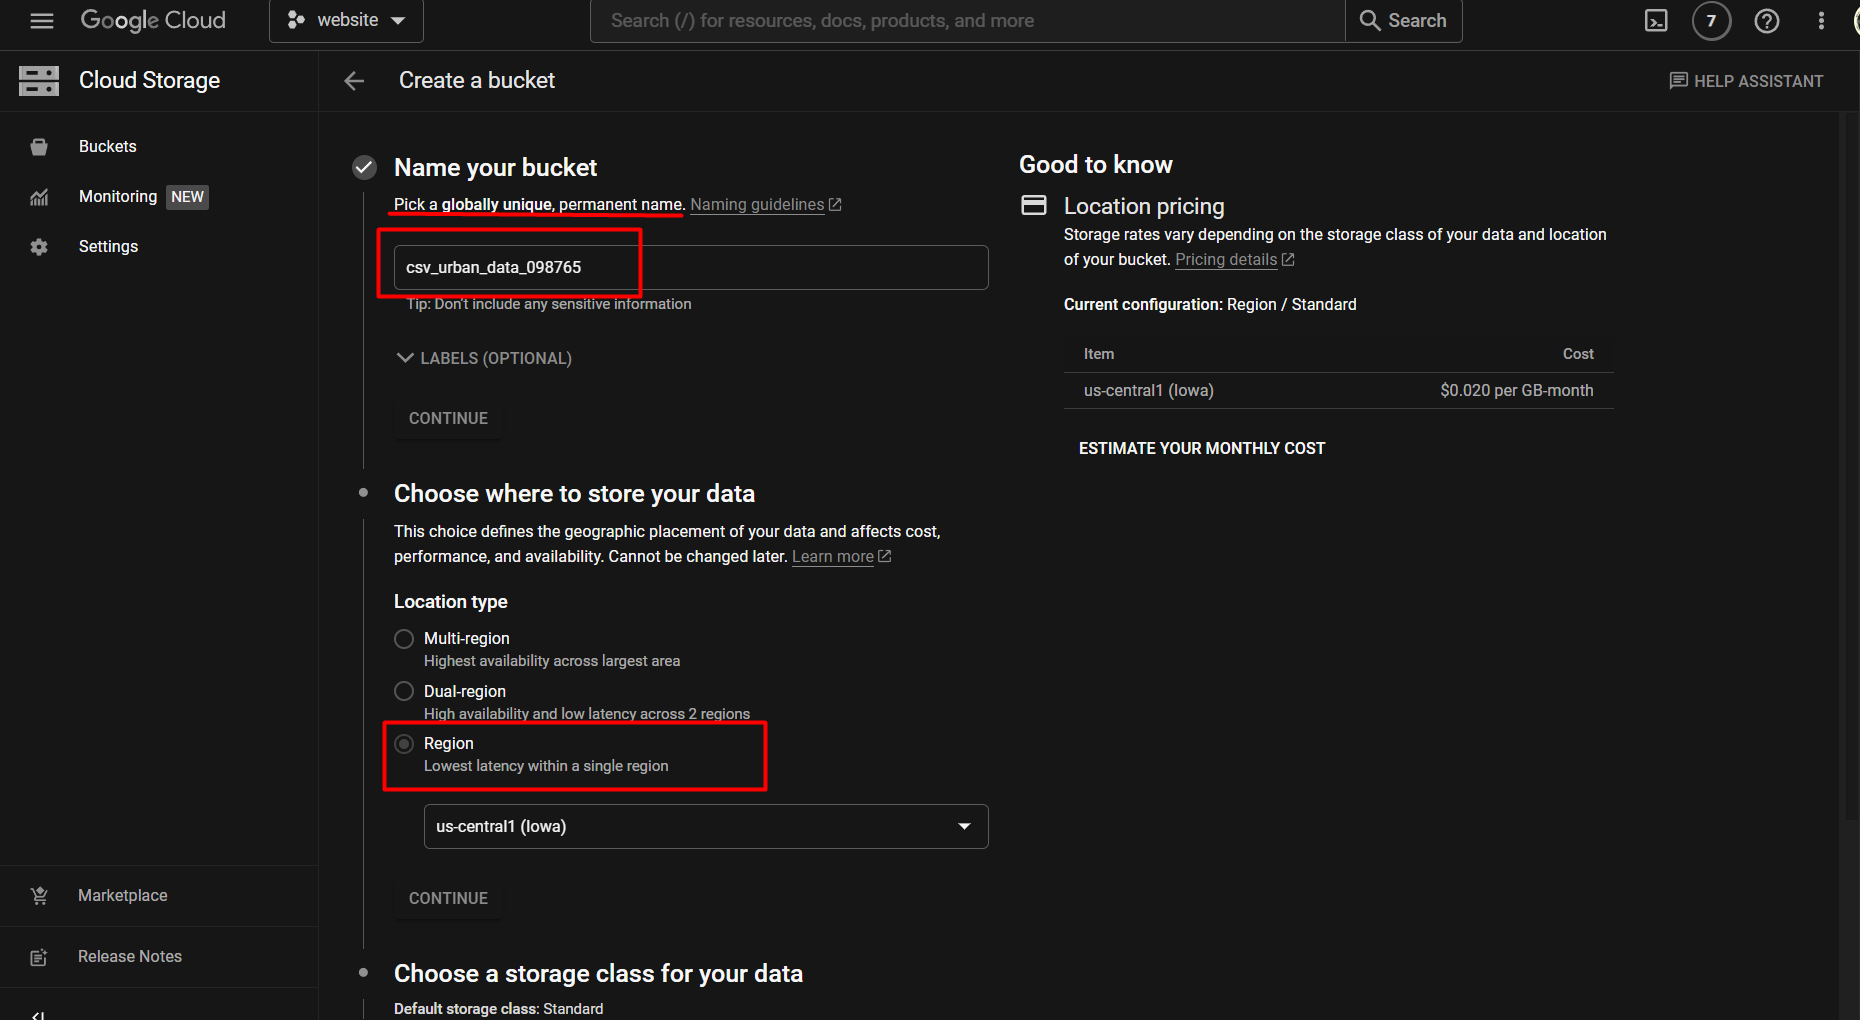 Google Cloud
website
Search (/) for resources, docs, products, and more
Search
7
Cloud Storage
Create a bucket
HELP ASSISTANT
Buckets
Monitoring NEW
Settings
Marketplace
Release Notes
Name your bucket
Pick a globally unique, permanent name. Naming guidelines
csv_urban_data_098765
Tip: Don't include any sensitive information
LABELS (OPTIONAL)
CONTINUE
Choose where to store your data
This choice defines the geographic placement of your data and affects cost,
performance, and availability. Cannot be changed later. Learn more
Location type
Multi-region
Highest availability across largest area
Dual-region
High availability and low latency across 2 regions
Region
Lowest latency within a single region
us-central1 (Iowa)
CONTINUE
Choose a storage class for your data
Default storage class: Standard
Good to know
Location pricing
Storage rates vary depending on the storage class of your data and location
of your bucket. Pricing details
Current configuration: Region / Standard
Item Cost
us-central1 (Iowa) $0.020 per GB-month
ESTIMATE YOUR MONTHLY COST